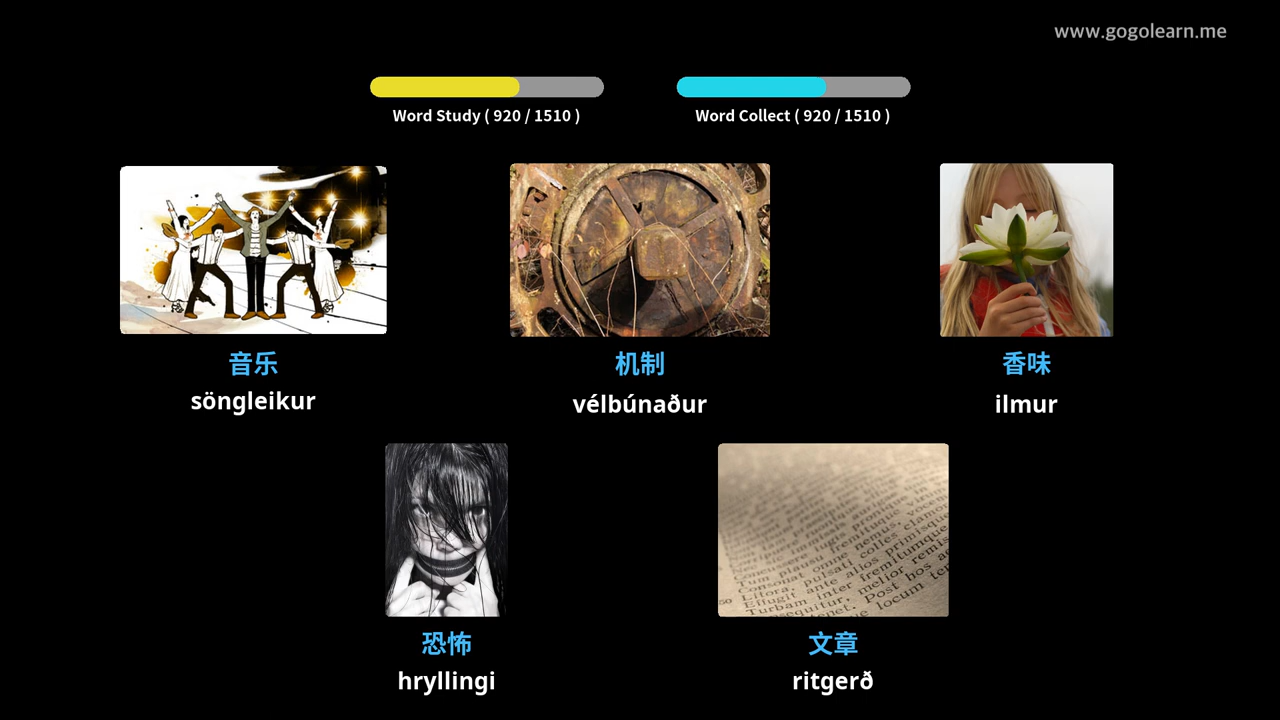 www.gogolearn.me
Word Study ( 920 / 1510 )
Word Collect ( 920 / 1510 )
音乐
söngleikur
机制
vélbúnaður
香味
ilmur
恐怖
hryllingi
文章
ritgerð